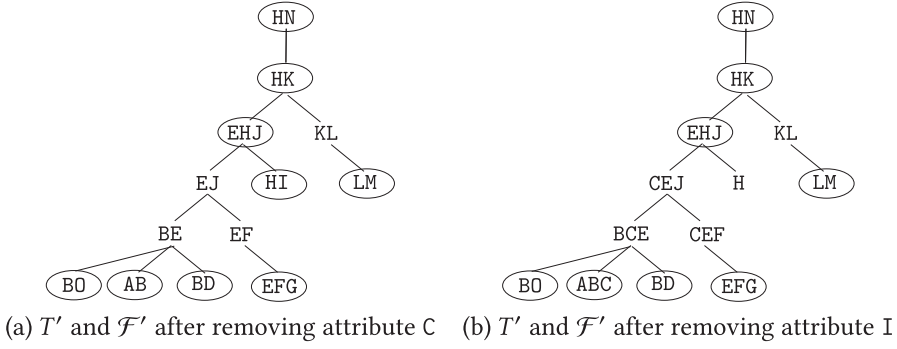 HN
HK
EHJ KL
EJ HI LM
BE EF
BO AB BD EFG
(a) T′ and F′ after removing attribute C
HN
HK
EHJ KL
CEJ H LM
BCE CEF
BO ABC BD EFG
(b) T′ and F′ after removing attribute I